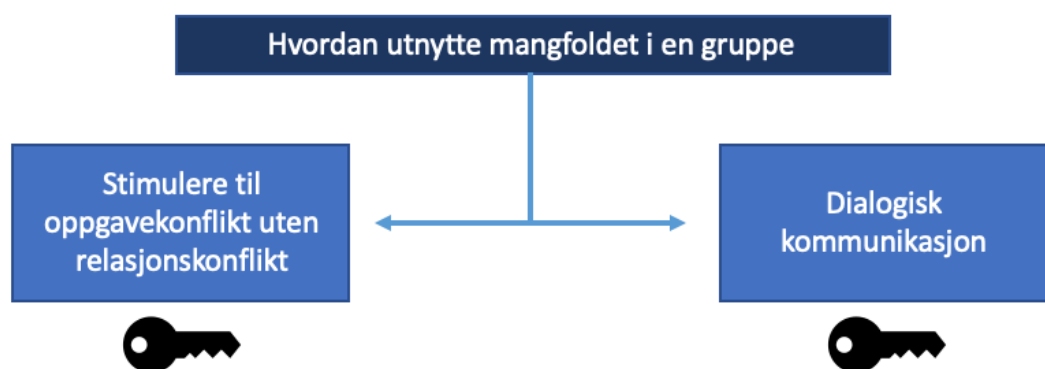 Hvordan utnytte mangfoldet i en gruppe
Stimulere til
oppgavekonflikt uten
relasjonskonflikt
Dialogisk
kommunikasjon